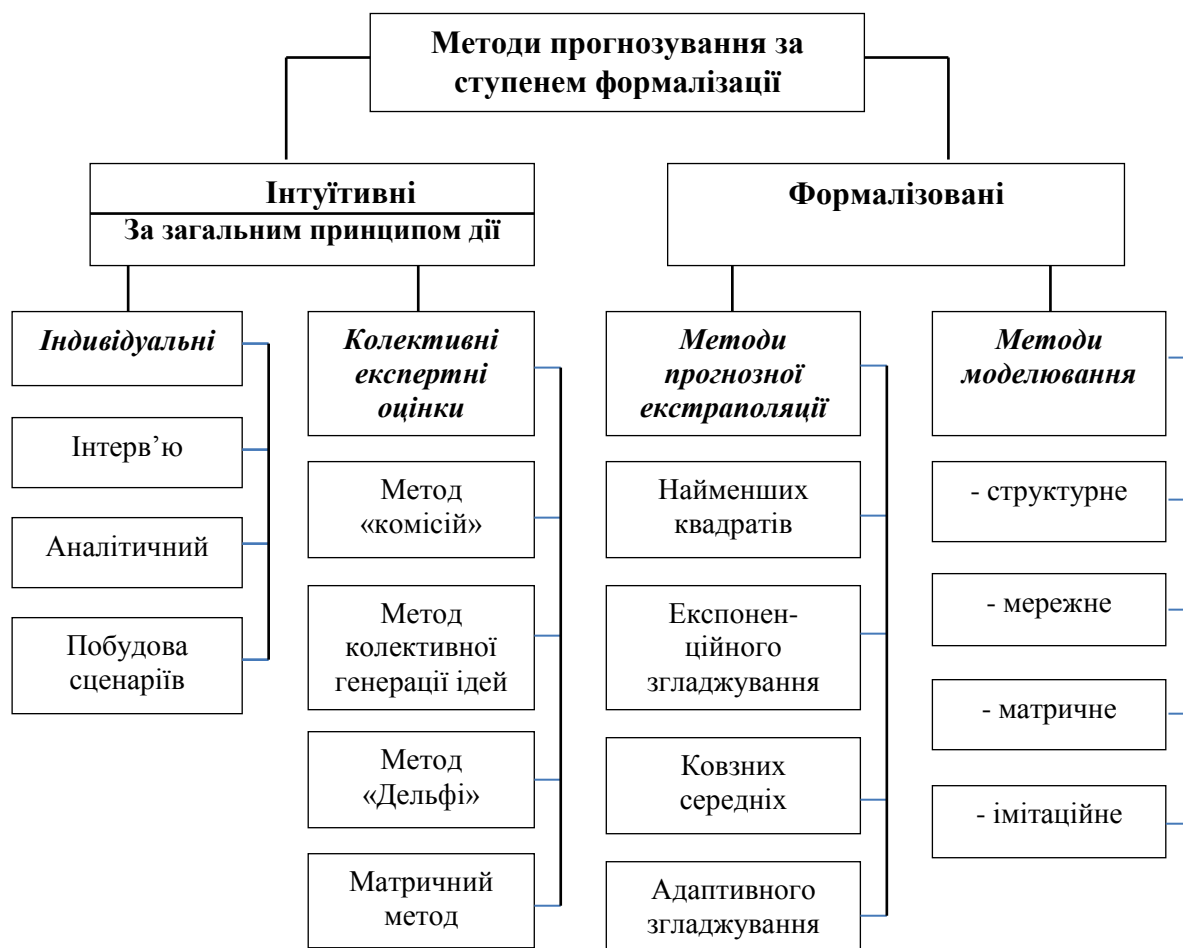 Методи прогнозування за
ступенем формалізації
Інтуїтивні
За загальним принципом дії
Формалізовані
Індивідуальні
Інтерв’ю
Аналітичний
Побудова
сценаріїв
Колективні
експертні
оцінки
Метод
«комісій»
Метод
колективної
генерації ідей
Метод
«Дельфі»
Матричний
метод
Методи
прогнозної
екстраполяції
Найменших
квадратів
Експонен-
ційного
згладжування
Ковзних
середніх
Адаптивного
згладжування
Методи
моделювання
- структурне
- мережне
- матричне
- імітаційне